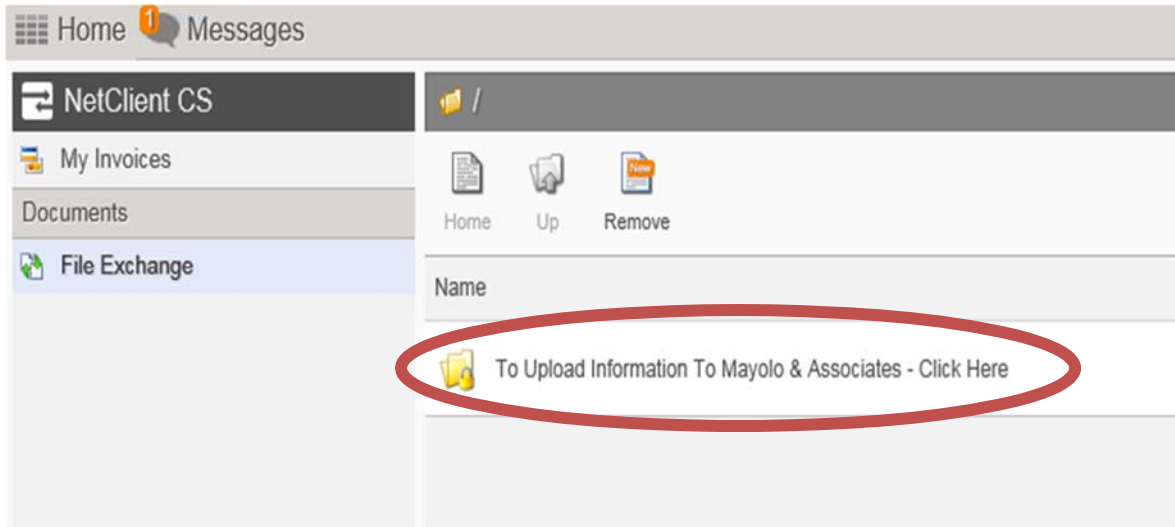 Home 1 Messages
NetClient CS
My Invoices
Documents
File Exchange
/
New
Home Up Remove
Name
To Upload Information To Mayolo & Associates - Click Here